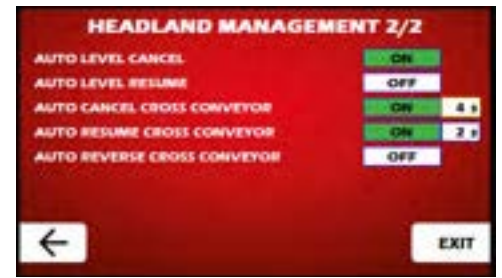 HEADLAND MANAGEMENT 2/2
AUTO LEVEL CANCEL ON
AUTO LEVEL RESUME OFF
AUTO CANCEL CROSS CONVEYOR ON 4 s
AUTO RESUME CROSS CONVEYOR ON 2 s
AUTO REVERSE CROSS CONVEYOR OFF
EXIT